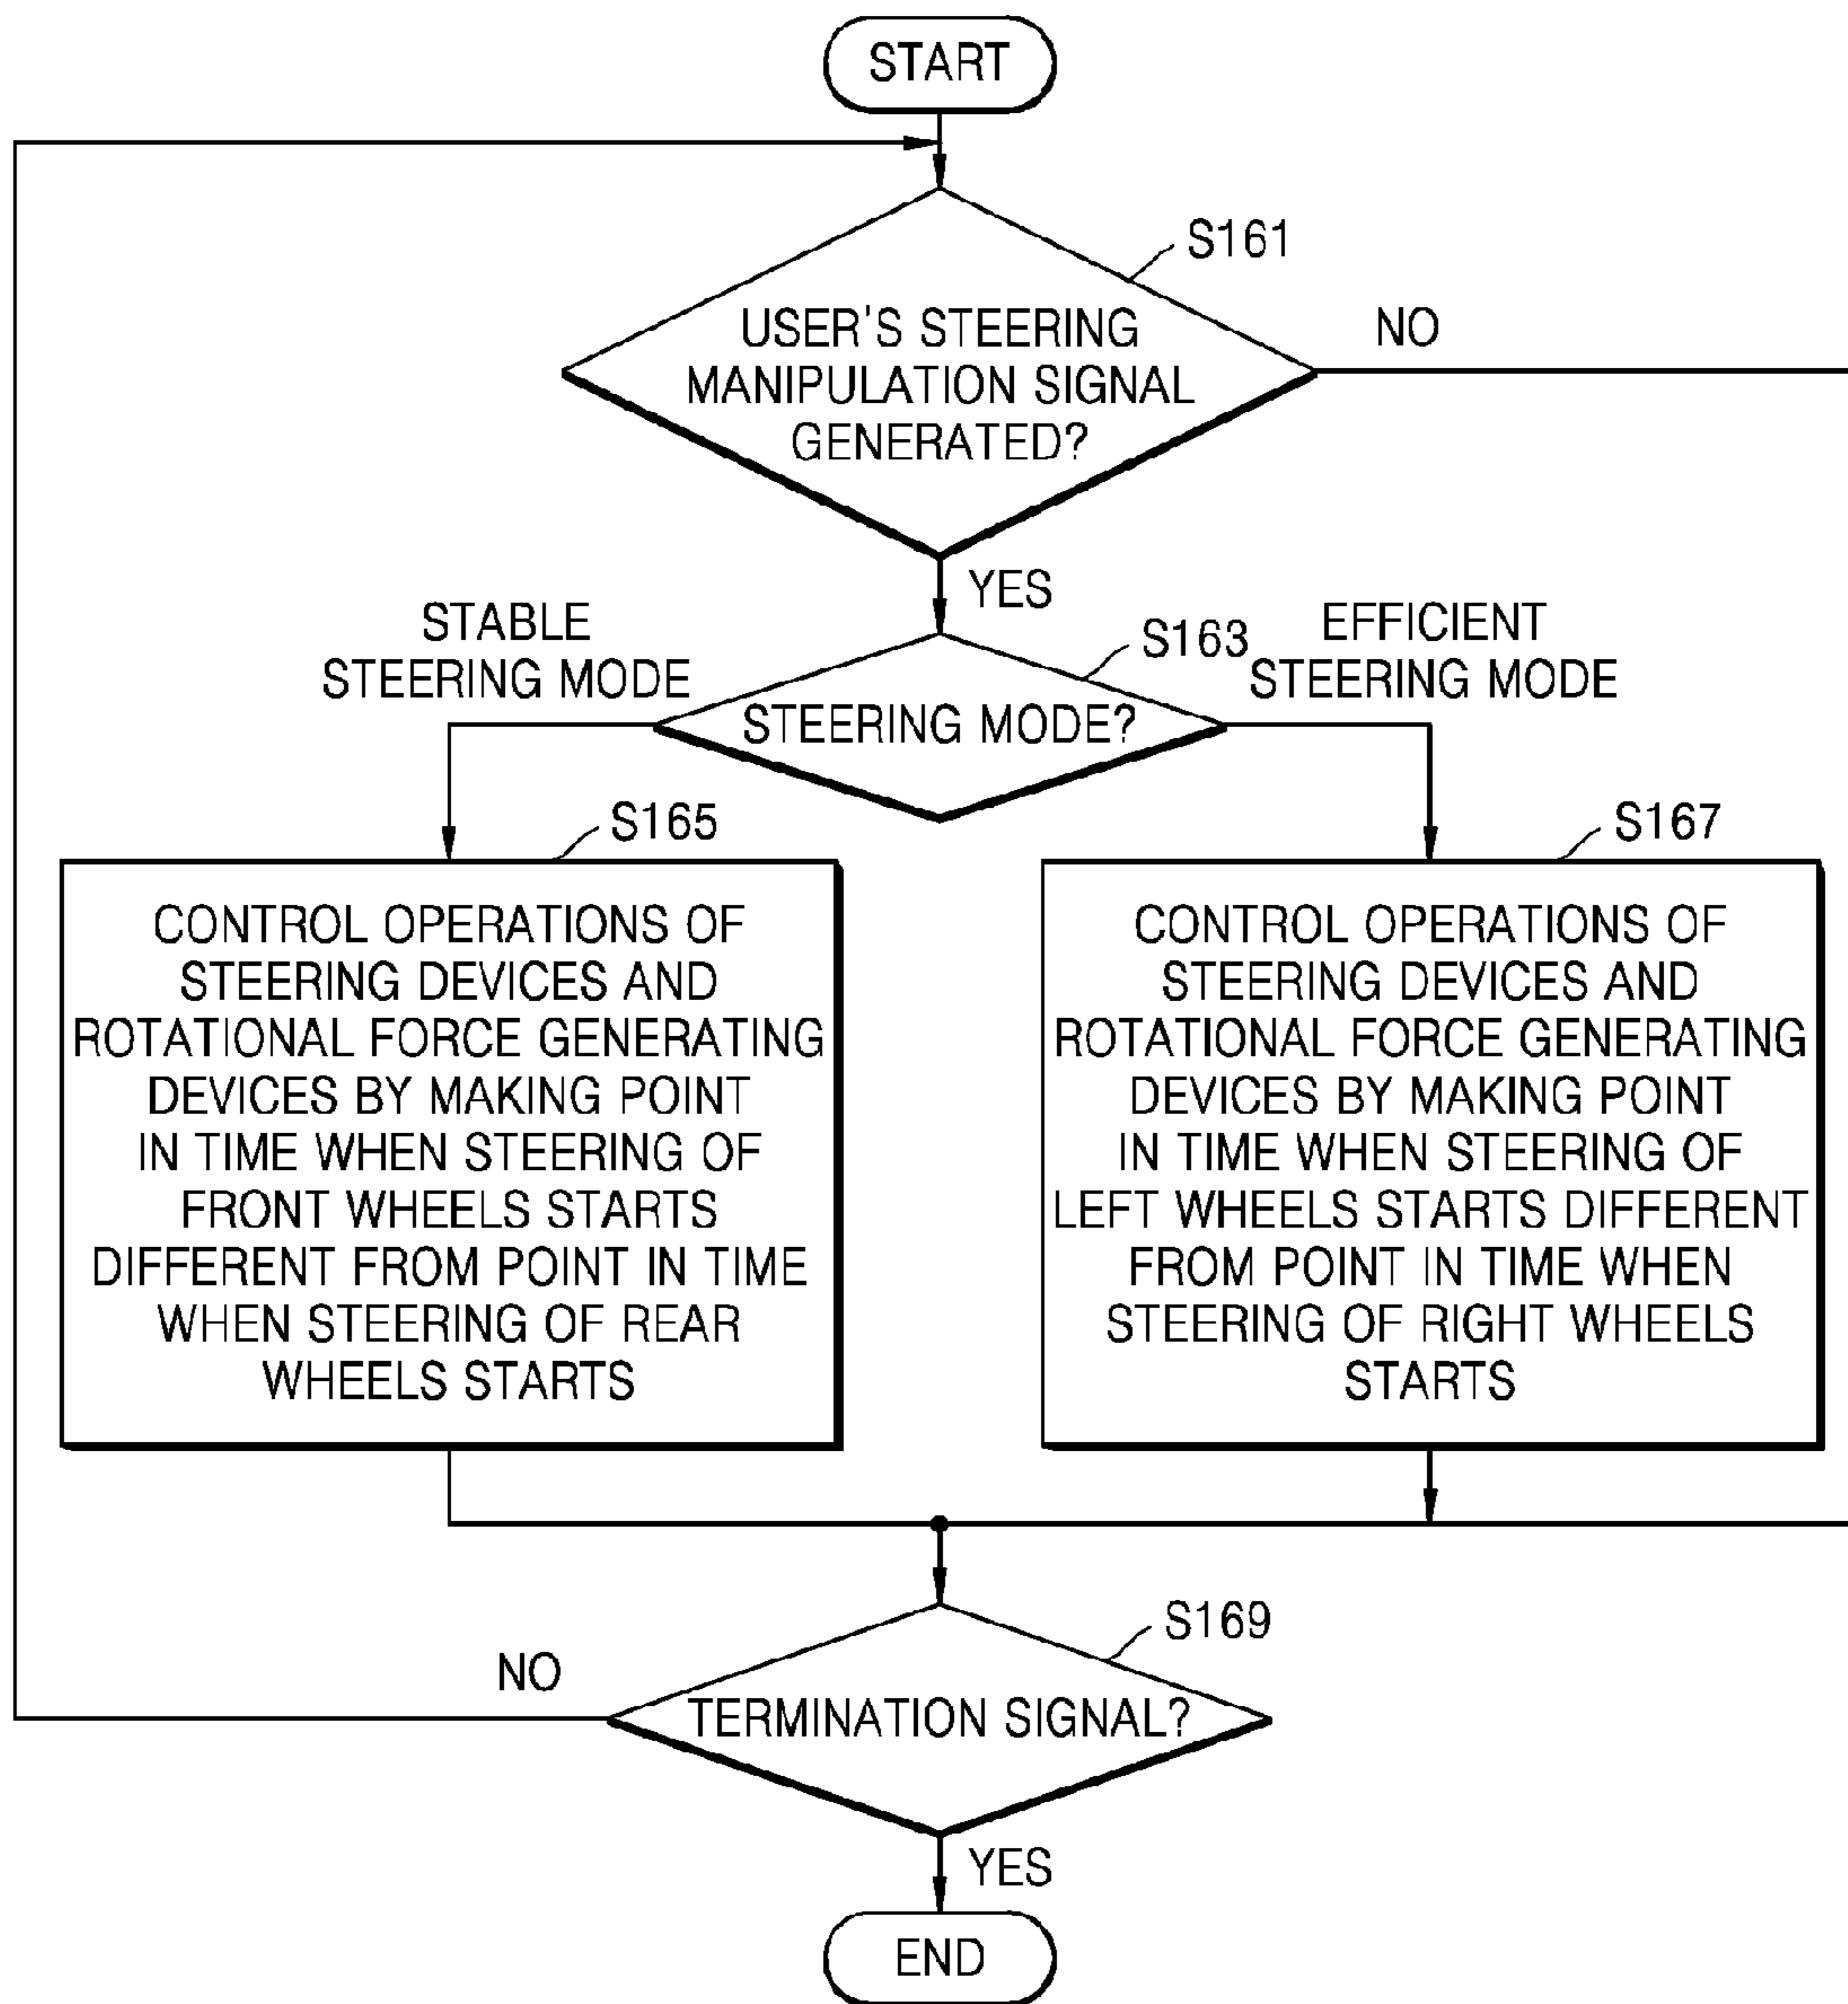 START
S161
USER'S STEERING
MANIPULATION SIGNAL
GENERATED?
NO
YES
STABLE
STEERING MODE
S163
EFFICIENT
STEERING MODE
STEERING MODE?
S165
CONTROL OPERATIONS OF
STEERING DEVICES AND
ROTATIONAL FORCE GENERATING
DEVICES BY MAKING POINT
IN TIME WHEN STEERING OF
FRONT WHEELS STARTS
DIFFERENT FROM POINT IN TIME
WHEN STEERING OF REAR
WHEELS STARTS
S167
CONTROL OPERATIONS OF
STEERING DEVICES AND
ROTATIONAL FORCE GENERATING
DEVICES BY MAKING POINT
IN TIME WHEN STEERING OF
LEFT WHEELS STARTS DIFFERENT
FROM POINT IN TIME WHEN
STEERING OF RIGHT WHEELS
STARTS
S169
NO
TERMINATION SIGNAL?
YES
END